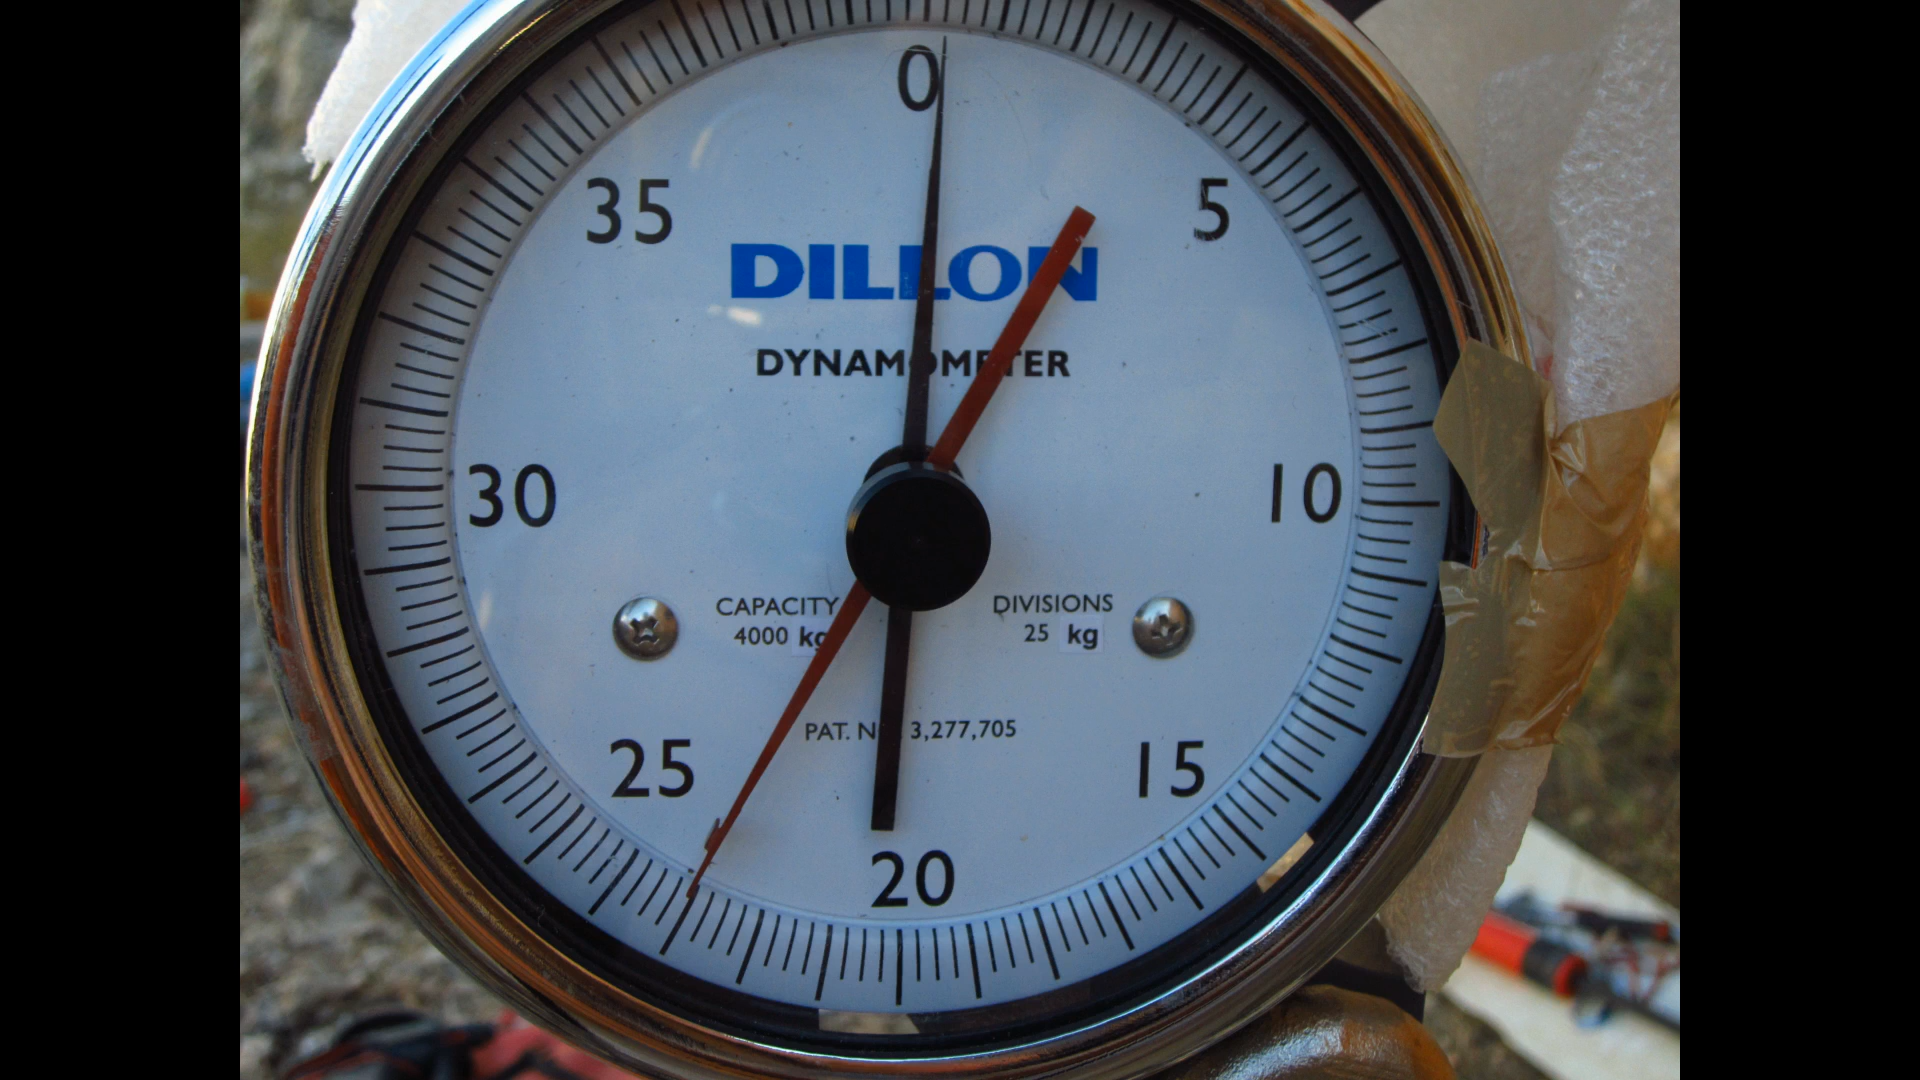 0
35
5
DILLON
DYNAMOMETER
30
10
CAPACITY
4000 kg
DIVISIONS
25 kg
PAT. NO. 3,277,705
25
15
20